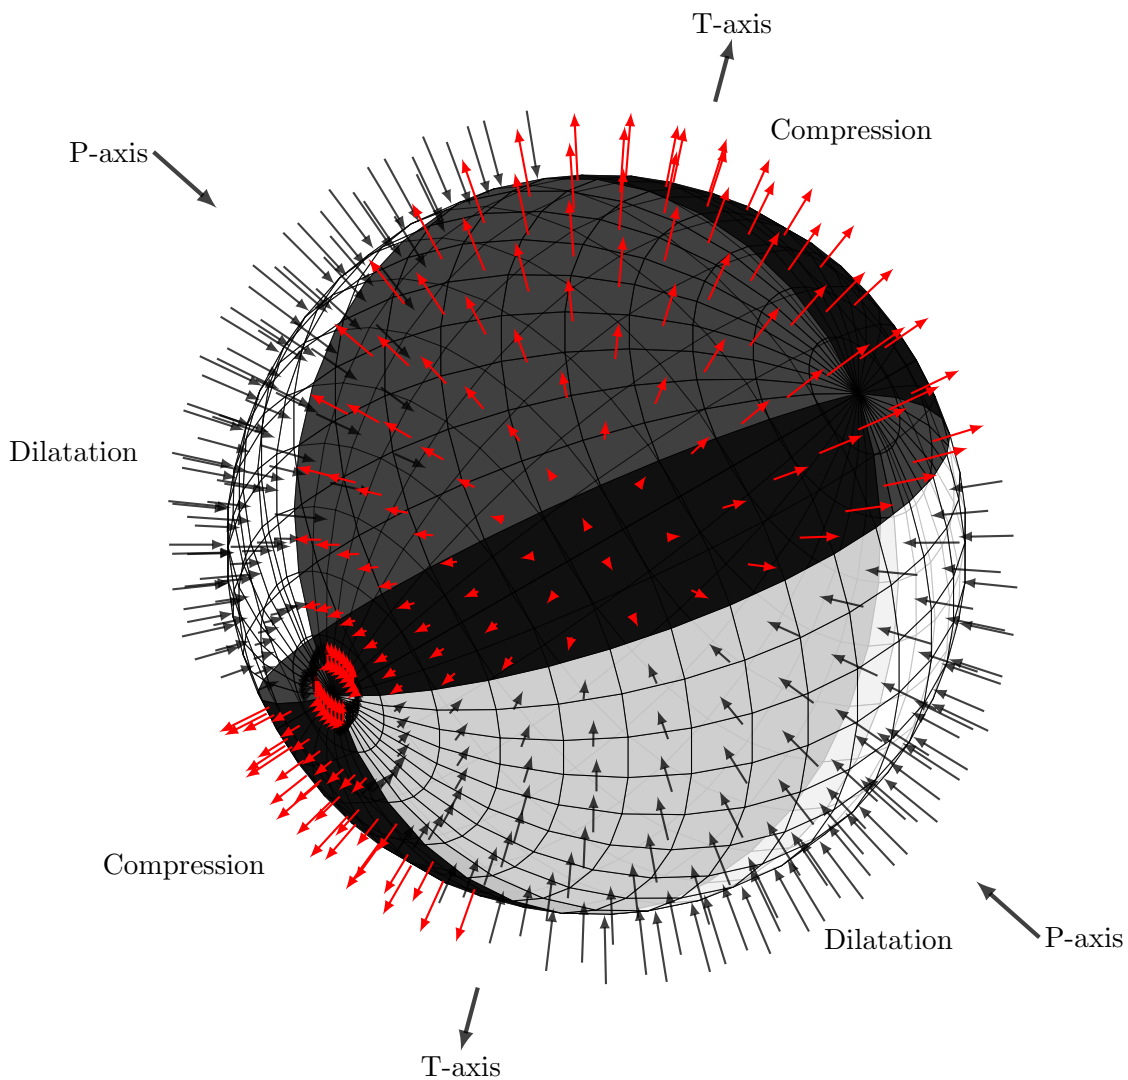 T-axis
Compression
P-axis
Dilatation
Compression
Dilatation
P-axis
T-axis